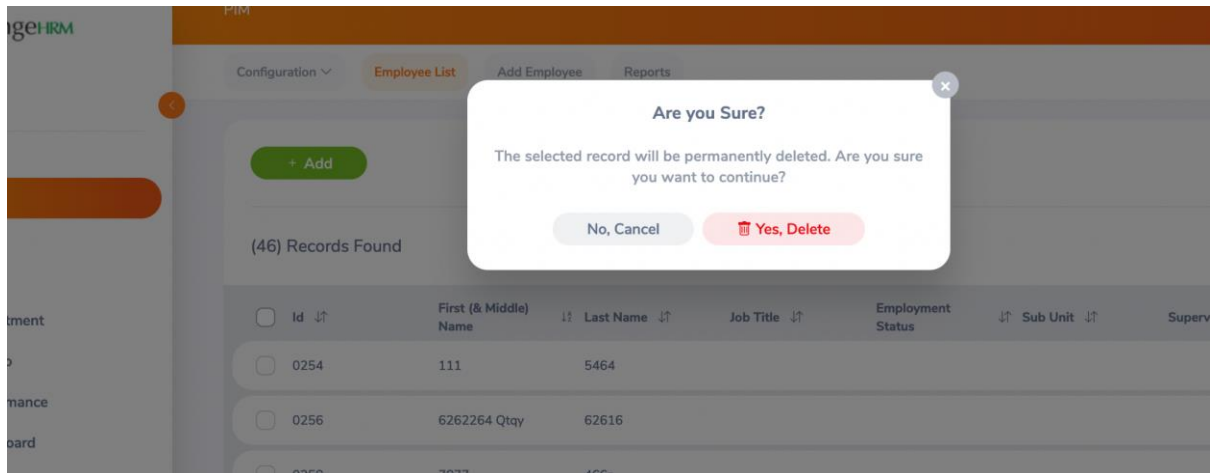 ngeHRM
PIM
Configuration
Employee List
Add Employee
Reports
Are you Sure?
The selected record will be permanently deleted. Are you sure
you want to continue?
No, Cancel
Yes, Delete
+ Add
(46) Records Found
Id
First (& Middle)
Name
Last Name
Job Title
Employment
Status
Sub Unit
Superv
0254
111
5464
0256
6262264 Qtqy
62616
tment
mance
oard